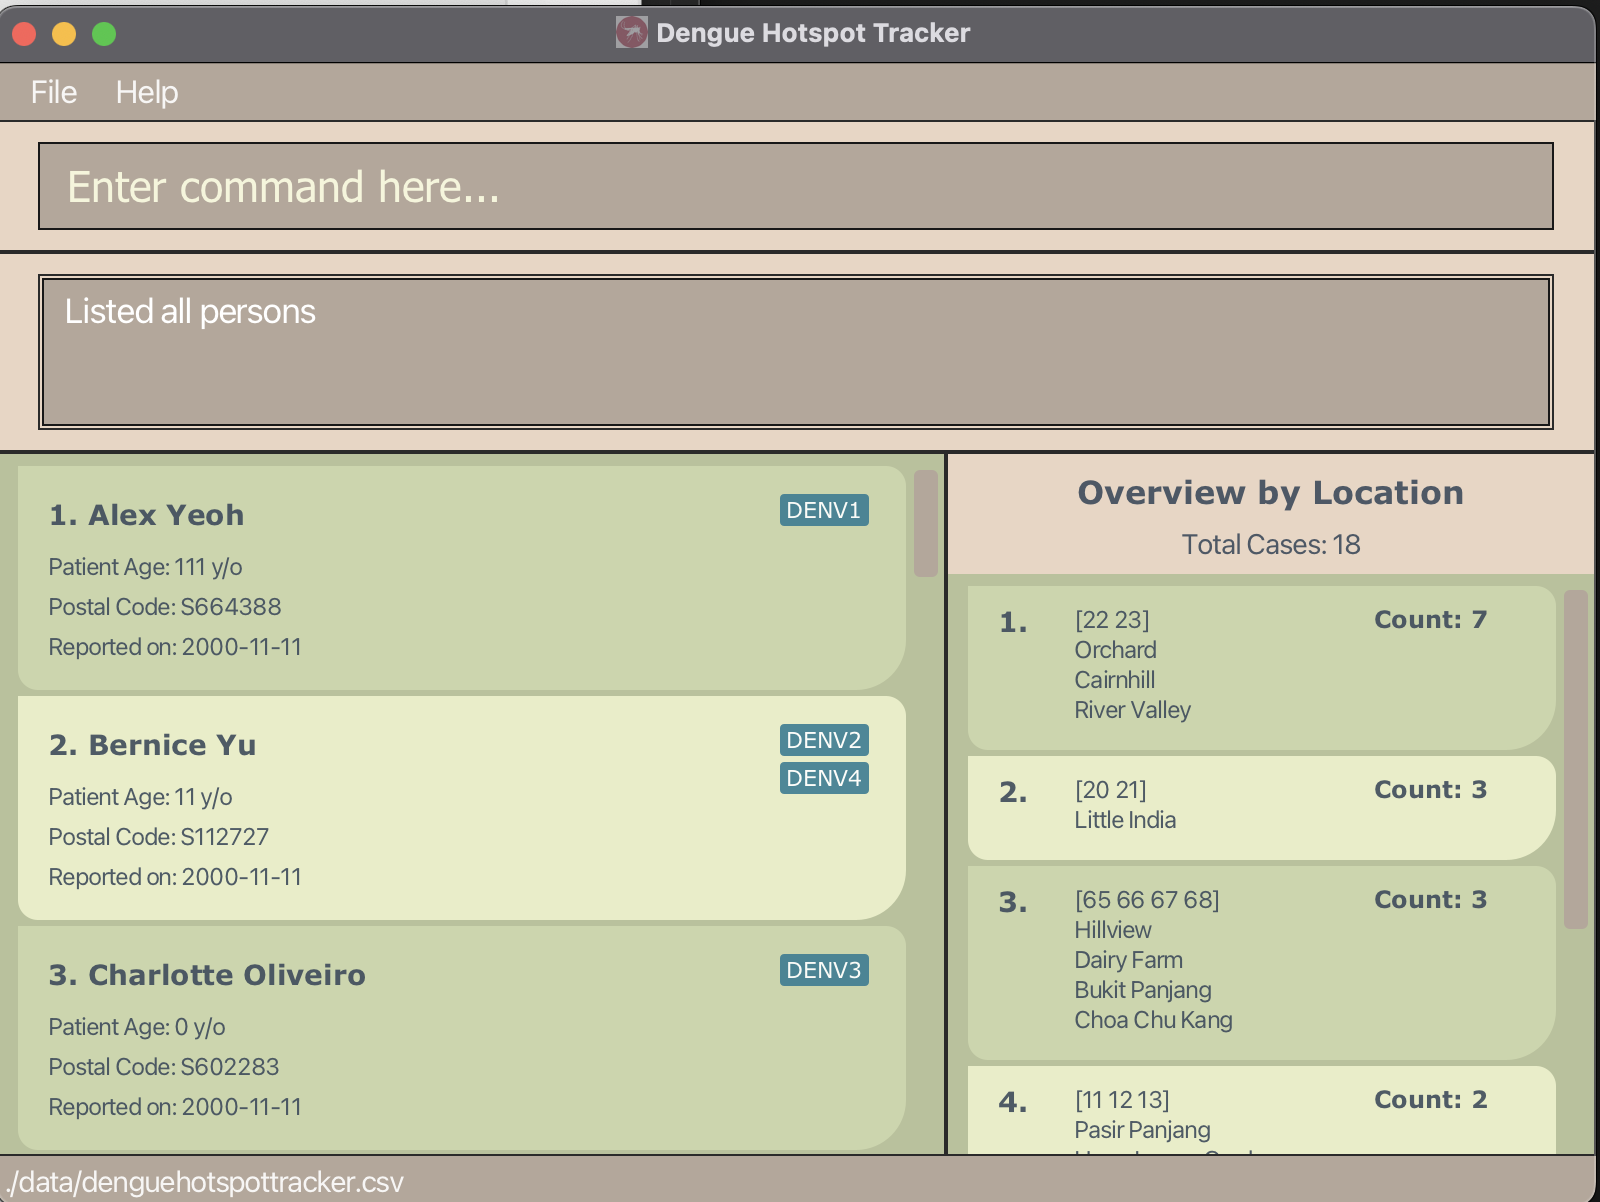 Dengue Hotspot Tracker
File Help
Enter command here...
Listed all persons
1. Alex Yeoh
DENV1
Patient Age: 111 y/o
Postal Code: S664388
Reported on: 2000-11-11
2. Bernice Yu
DENV2
DENV4
Patient Age: 11 y/o
Postal Code: S112727
Reported on: 2000-11-11
3. Charlotte Oliveiro
DENV3
Patient Age: 0 y/o
Postal Code: S602283
Reported on: 2000-11-11
Overview by Location
Total Cases: 18
1. [22 23] Count: 7
Orchard
Cairnhill
River Valley
2. [20 21] Count: 3
Little India
3. [65 66 67 68] Count: 3
Hillview
Dairy Farm
Bukit Panjang
Choa Chu Kang
4. [11 12 13] Count: 2
Pasir Panjang
./data/denguehotspottracker.csv